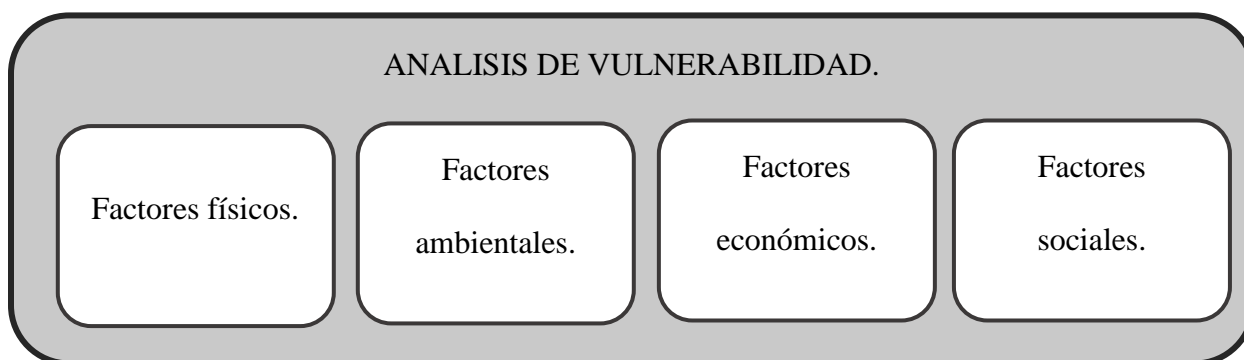 ANALISIS DE VULNERABILIDAD.
Factores físicos.
Factores
ambientales.
Factores
económicos.
Factores
sociales.